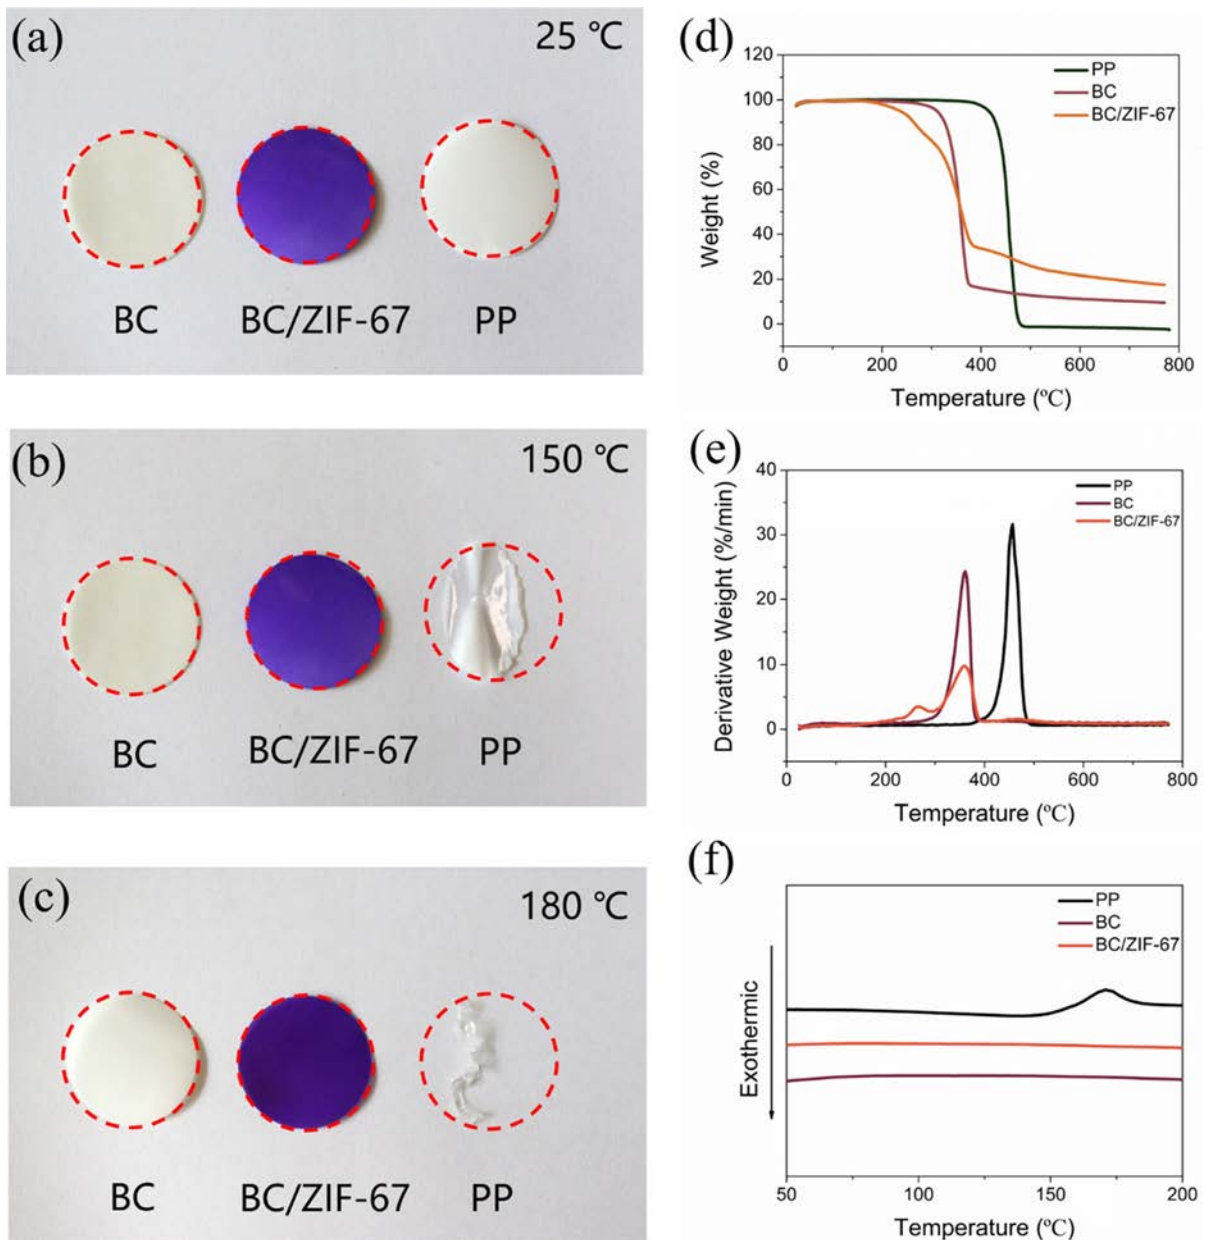 (a)
25 ℃
BC
BC/ZIF-67
PP
(b)
150 ℃
BC
BC/ZIF-67
PP
(c)
180 ℃
BC
BC/ZIF-67
PP
(d)
120
100
80
60
40
20
0
Weight (%)
PP
BC
BC/ZIF-67
0
200
400
600
800
Temperature (ºC)
(e)
40
30
20
10
0
Derivative Weight (%/min)
PP
BC
BC/ZIF-67
0
200
400
600
800
Temperature (ºC)
(f)
PP
BC
BC/ZIF-67
Exothermic
50
100
150
200
Temperature (ºC)